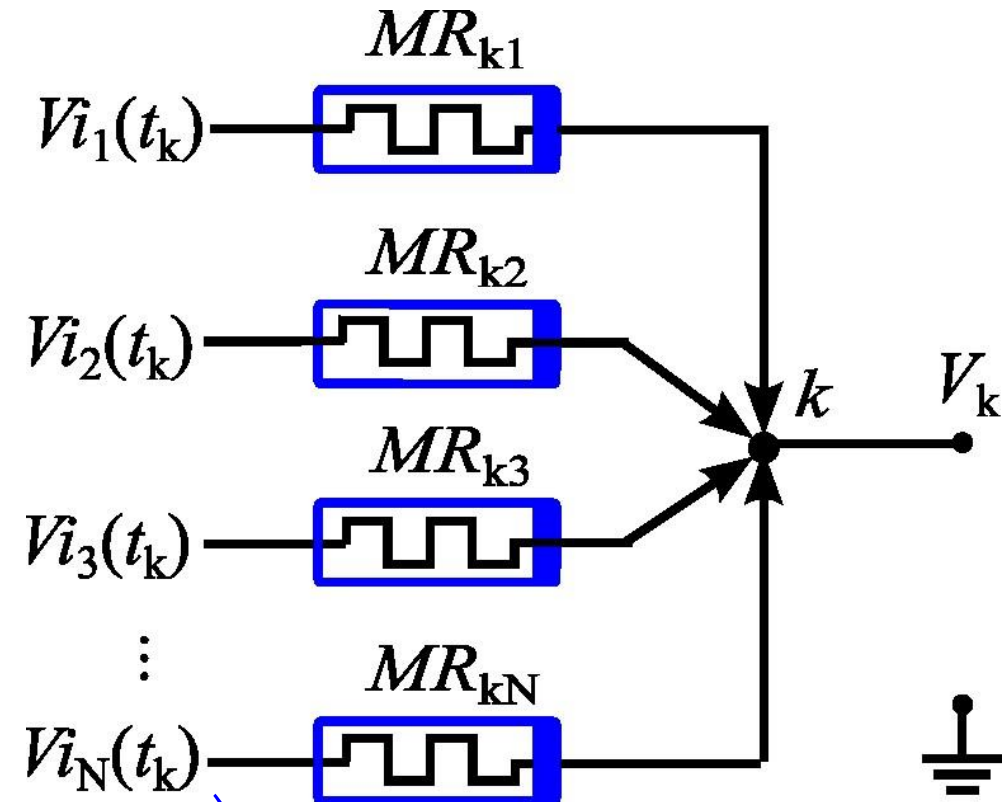 MRk1
Vi1(tk)
MRk2
Vi2(tk)
k
Vk
MRk3
Vi3(tk)
⋮
MRkN
ViN(tk)